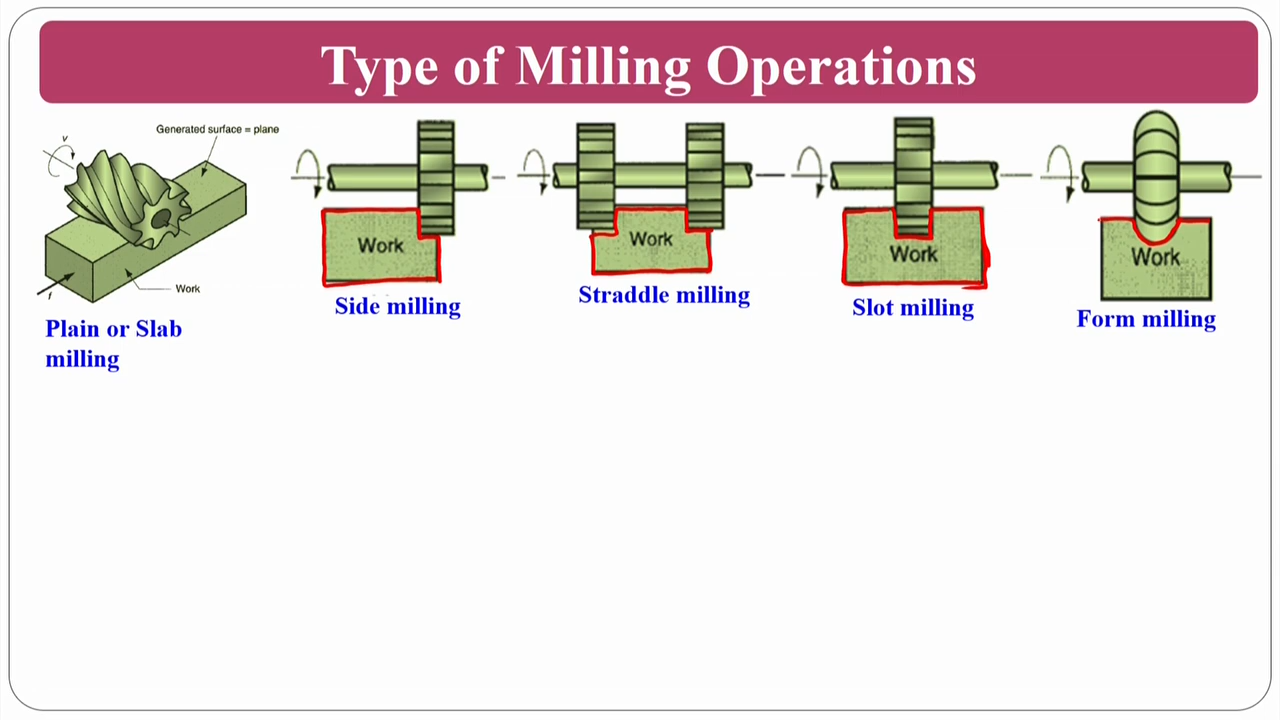 Type of Milling Operations
Generated surface = plane
v
Work
f
Plain or Slab
milling
Work
Side milling
Work
Straddle milling
Work
Slot milling
Work
Form milling